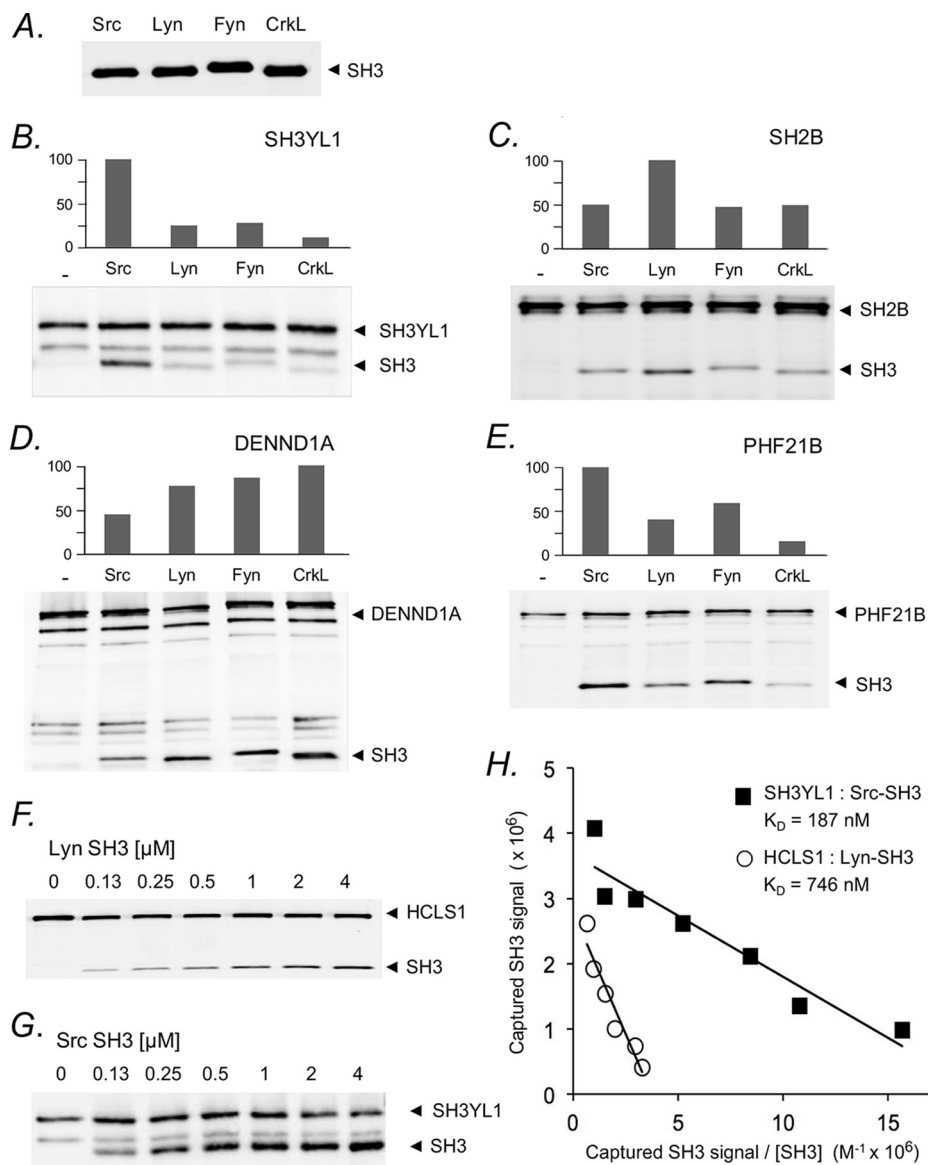 A.
Src Lyn Fyn CrkL
SH3
B.
SH3YL1
100
50
0
- Src Lyn Fyn CrkL
SH3YL1
SH3
C.
SH2B
100
50
0
- Src Lyn Fyn CrkL
SH2B
SH3
D.
DENND1A
100
50
0
- Src Lyn Fyn CrkL
DENND1A
SH3
E.
PHF21B
100
50
0
- Src Lyn Fyn CrkL
PHF21B
SH3
F.
Lyn SH3 [µM]
0 0.13 0.25 0.5 1 2 4
HCLS1
SH3
G.
Src SH3 [µM]
0 0.13 0.25 0.5 1 2 4
SH3YL1
SH3
H.
Captured SH3 signal (x 10⁶)
5
4
3
2
1
0
SH3YL1 : Src-SH3
K_D = 187 nM
HCLS1 : Lyn-SH3
K_D = 746 nM
0 5 10 15
Captured SH3 signal / [SH3] (M⁻¹ x 10⁶)